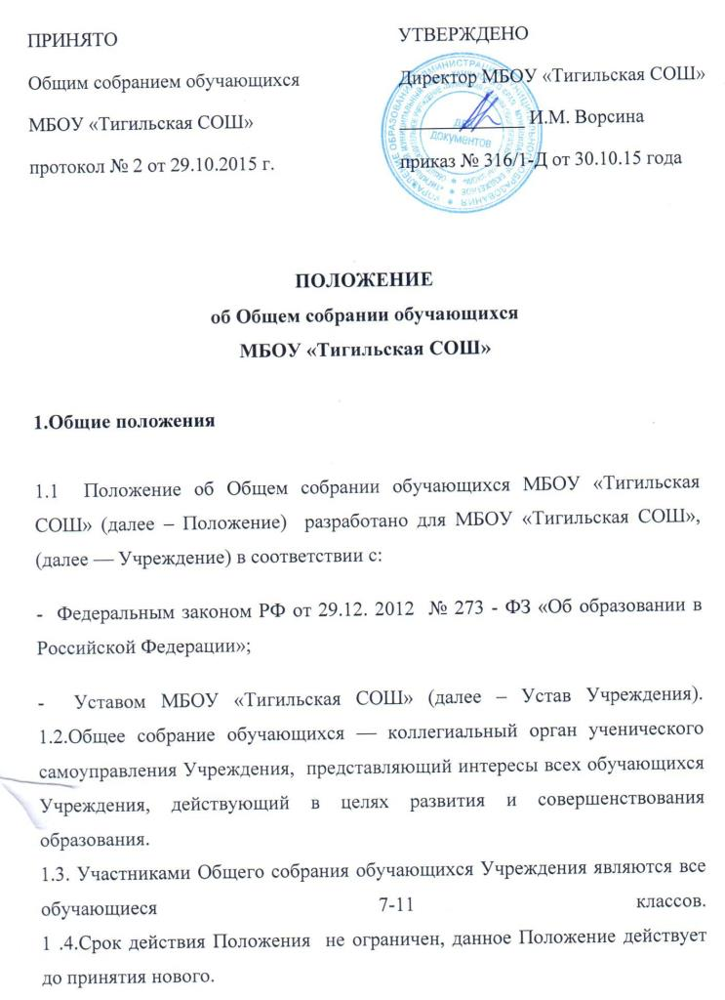 ПРИНЯТО
Общим собранием обучающихся
МБОУ «Тигильская СОШ»
протокол № 2 от 29.10.2015 г.
УТВЕРЖДЕНО
Директор МБОУ «Тигильская СОШ»
И.М. Ворсина
приказ № 316/1-Д от 30.10.15 года
документов
ПОЛОЖЕНИЕ
об Общем собрании обучающихся
МБОУ «Тигильская СОШ»
1.Общие положения
1.1 Положение об Общем собрании обучающихся МБОУ «Тигильская
СОШ» (далее – Положение) разработано для МБОУ «Тигильская СОШ»,
(далее — Учреждение) в соответствии с:
- Федеральным законом РФ от 29.12. 2012 № 273 - ФЗ «Об образовании в
Российской Федерации»;
- Уставом МБОУ «Тигильская СОШ» (далее – Устав Учреждения).
1.2.Общее собрание обучающихся — коллегиальный орган ученического
самоуправления Учреждения, представляющий интересы всех обучающихся
Учреждения, действующий в целях развития и совершенствования
образования.
1.3. Участниками Общего собрания обучающихся Учреждения являются все
обучающиеся 7-11 классов.
1 .4.Срок действия Положения не ограничен, данное Положение действует
до принятия нового.